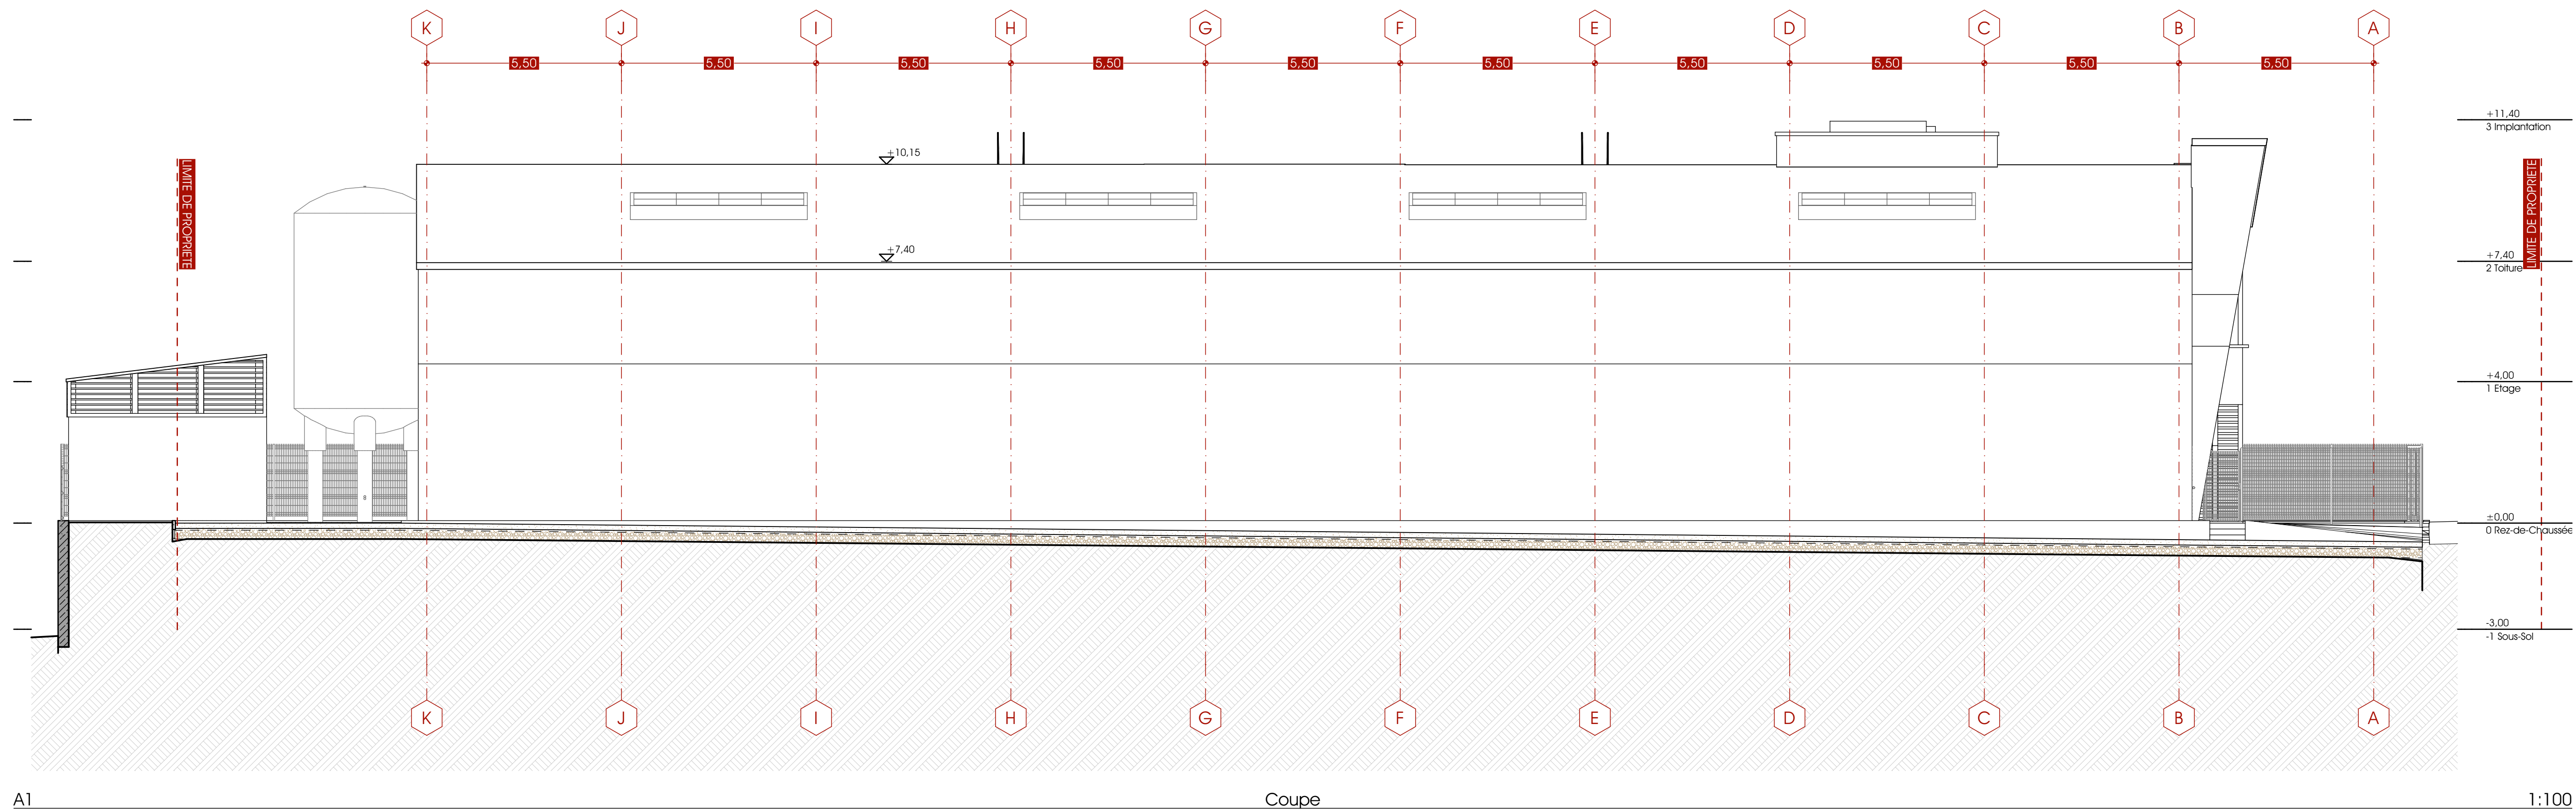 K J I H G F E D C B A
5,50 5,50 5,50 5,50 5,50 5,50 5,50 5,50 5,50 5,50
+11,40
3 Implantation
+10,15
LIMITE DE PROPRIETE
LIMITE DE PROPRIETE
+7,40
+7,40
2 Toiture
+4,00
1 Etage
±0,00
0 Rez-de-Chaussée
-3,00
-1 Sous-Sol
K J I H G F E D C B A
A1 Coupe 1:100